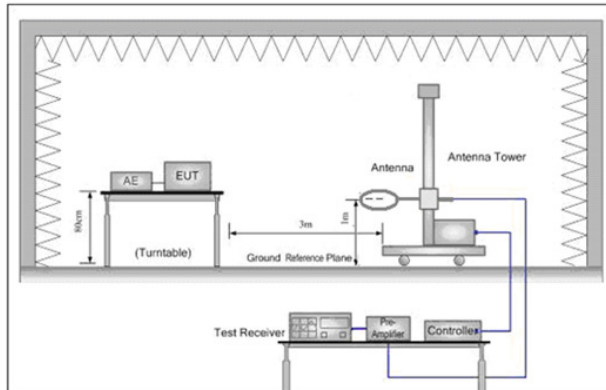 Antenna Tower
Antenna
AE
EUT
80cm
(Turntable)
3m
1m
Ground Reference Plane
Test Receiver
Pre-
Amplifier
Controller